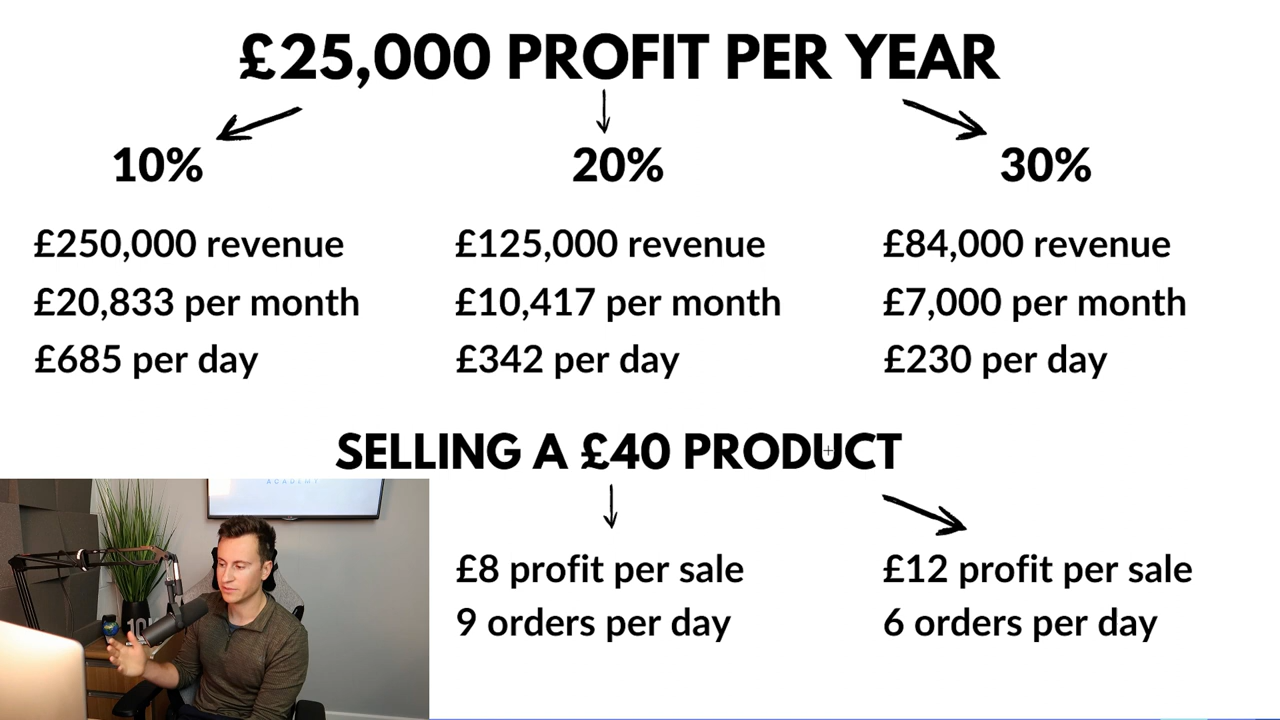 £25,000 PROFIT PER YEAR
10%
£250,000 revenue
£20,833 per month
£685 per day
20%
£125,000 revenue
£10,417 per month
£342 per day
30%
£84,000 revenue
£7,000 per month
£230 per day
SELLING A £40 PRODUCT
£8 profit per sale
9 orders per day
£12 profit per sale
6 orders per day
ACADEMY